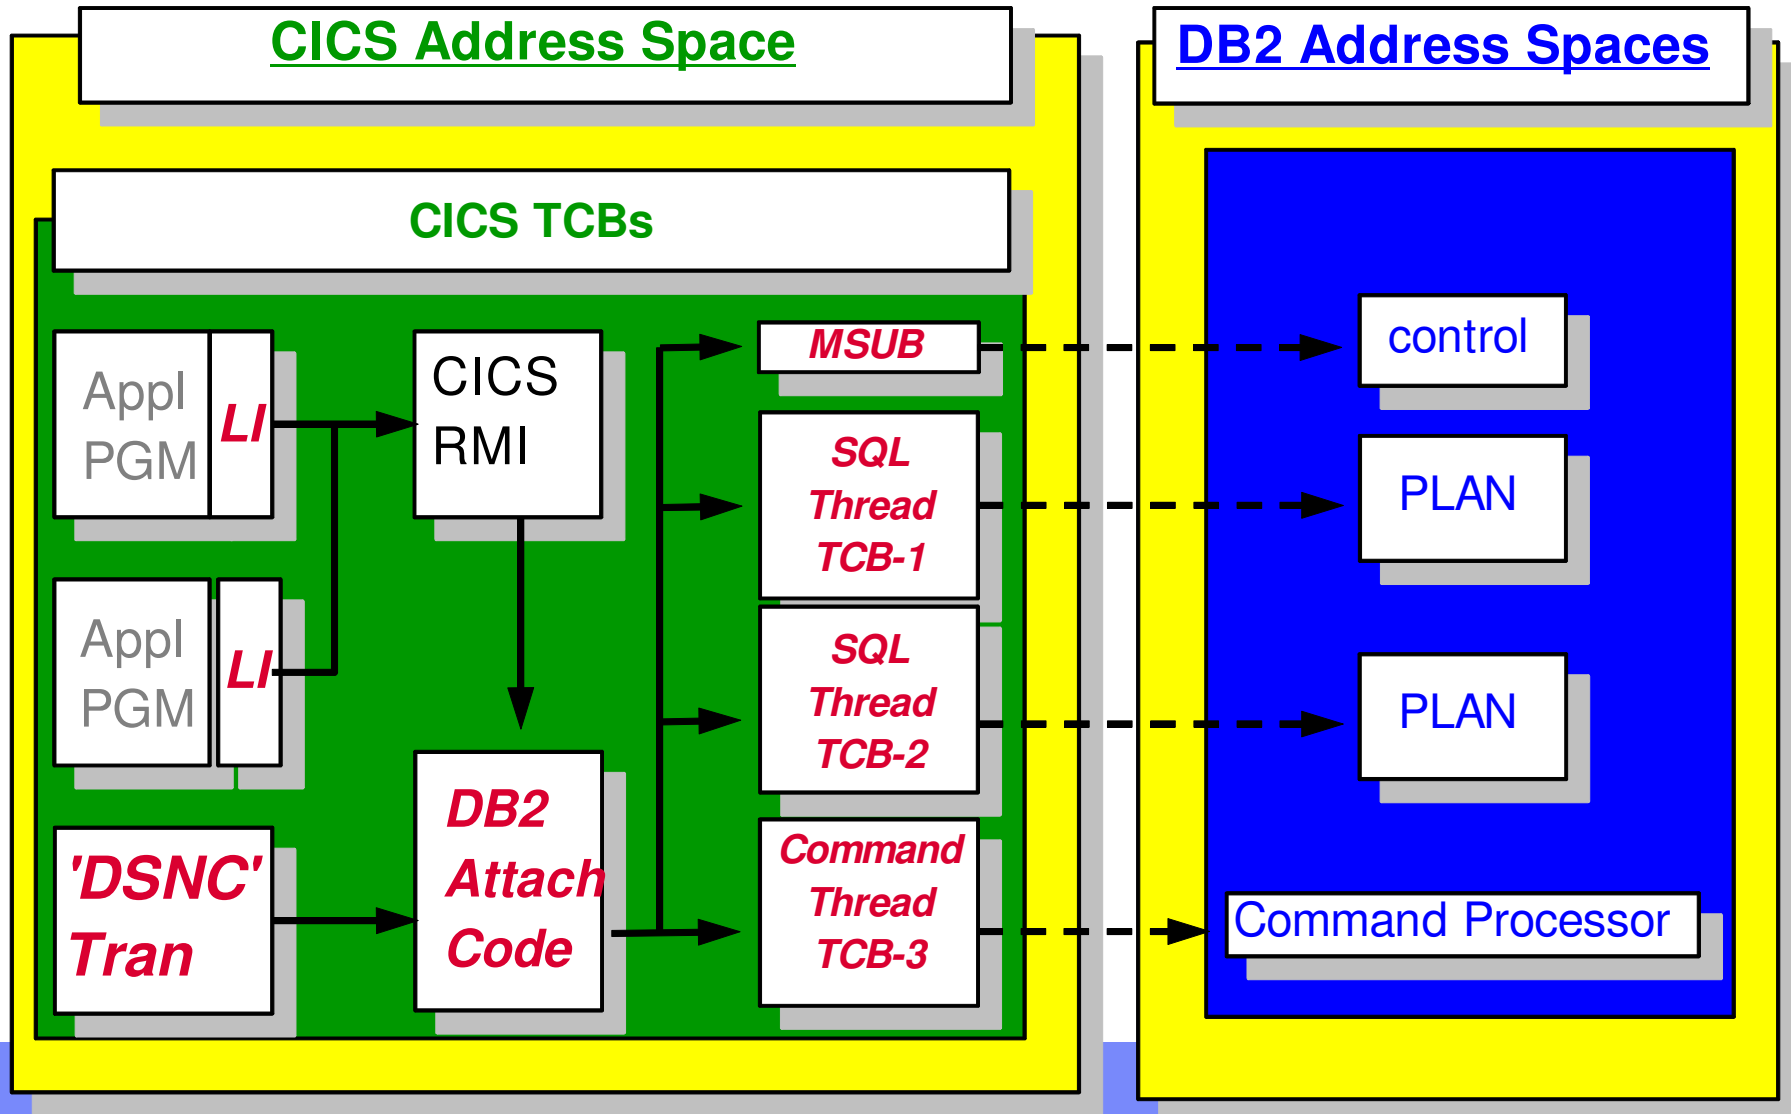 CICS Address Space
DB2 Address Spaces
CICS TCBs
Appl
PGM
LI
CICS
RMI
MSUB
control
SQL
Thread
TCB-1
PLAN
Appl
PGM
LI
SQL
Thread
TCB-2
PLAN
'DSNC'
Tran
DB2
Attach
Code
Command
Thread
TCB-3
Command Processor